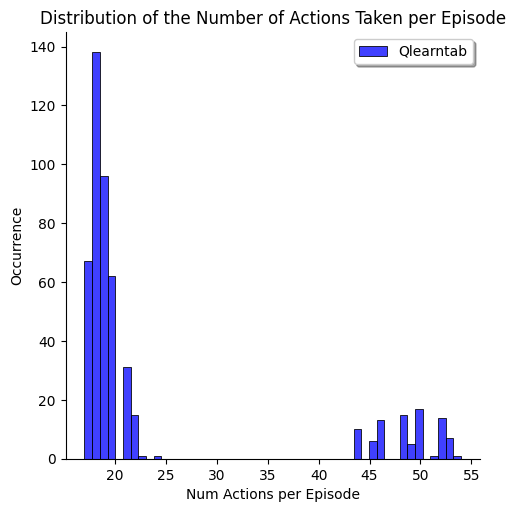 Distribution of the Number of Actions Taken per Episode
Qlearntab
140
120
100
80
60
40
20
0
Occurrence
20 25 30 35 40 45 50 55
Num Actions per Episode